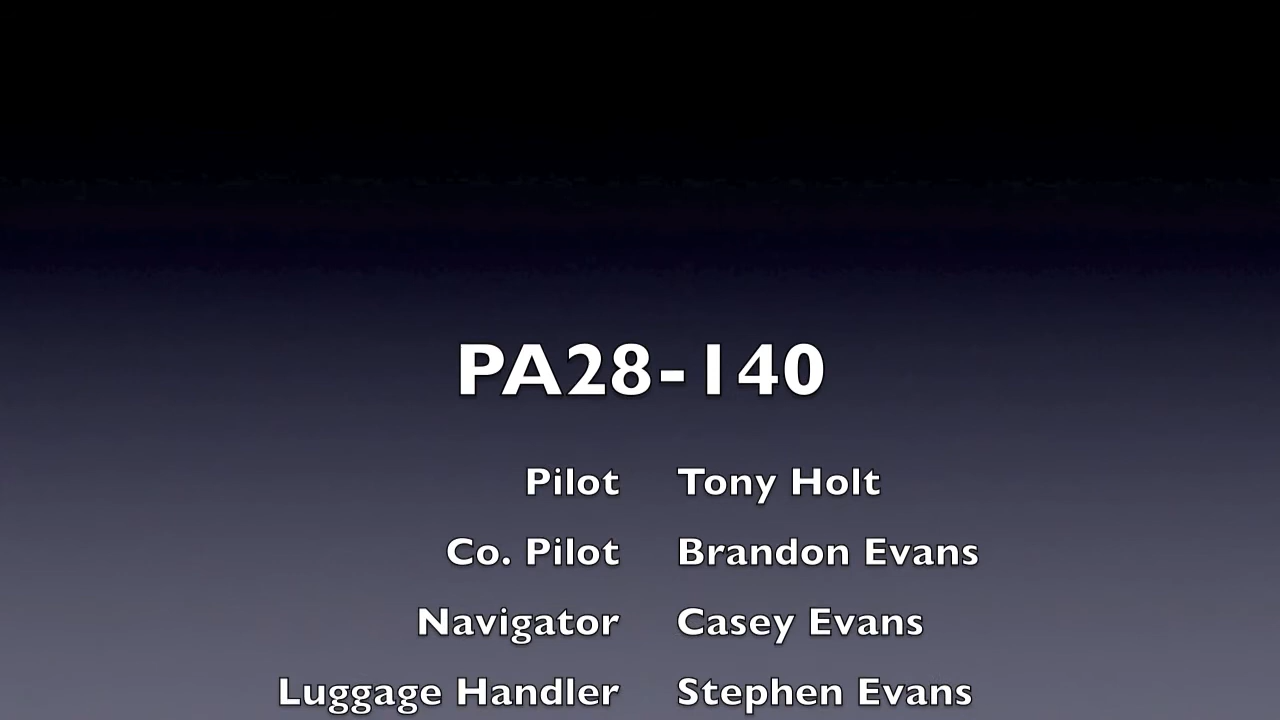 PA28-140
Pilot Tony Holt
Co. Pilot Brandon Evans
Navigator Casey Evans
Luggage Handler Stephen Evans